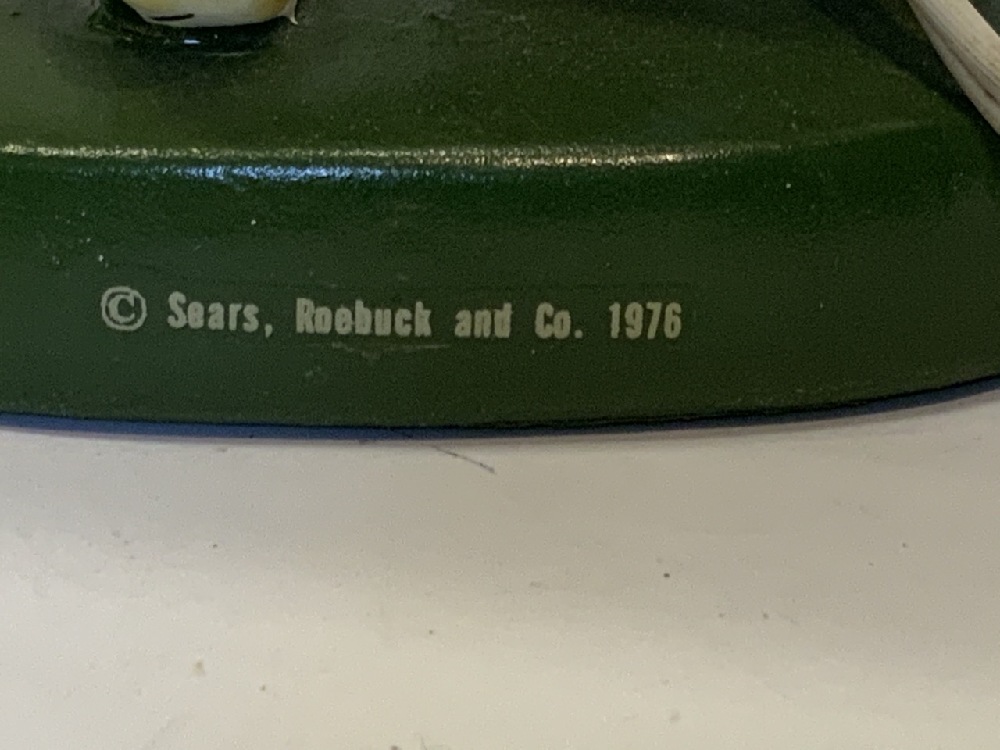 © Sears, Roebuck and Co. 1976